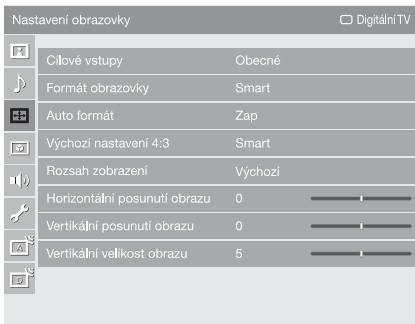 Nastavení obrazovky Digitální TV
Cílové vstupy Obecné
Formát obrazovky Smart
Auto formát Zap
Výchozí nastavení 4:3 Smart
Rozsah zobrazení Výchozí
Horizontální posunutí obrazu 0
Vertikální posunutí obrazu 0
Vertikální velikost obrazu 5
A
D